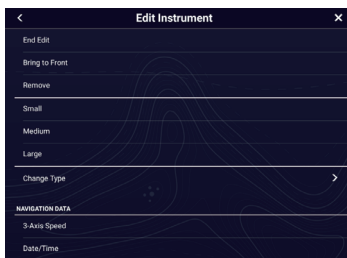 Edit Instrument
End Edit
Bring to Front
Remove
Small
Medium
Large
Change Type
NAVIGATION DATA
3-Axis Speed
Date/Time